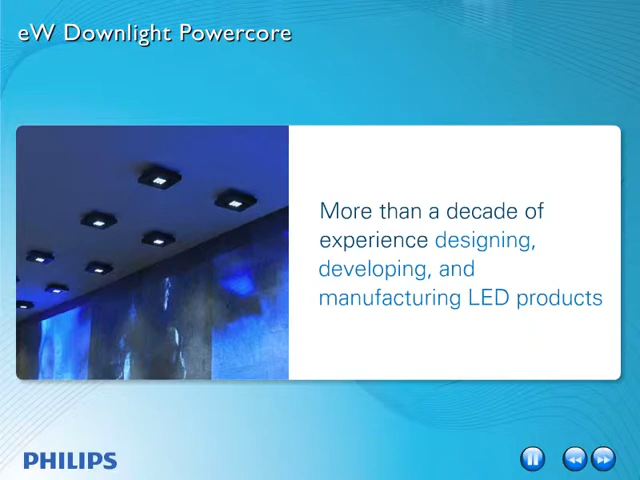 eW Downlight Powercore
More than a decade of
experience designing,
developing, and
manufacturing LED products
PHILIPS